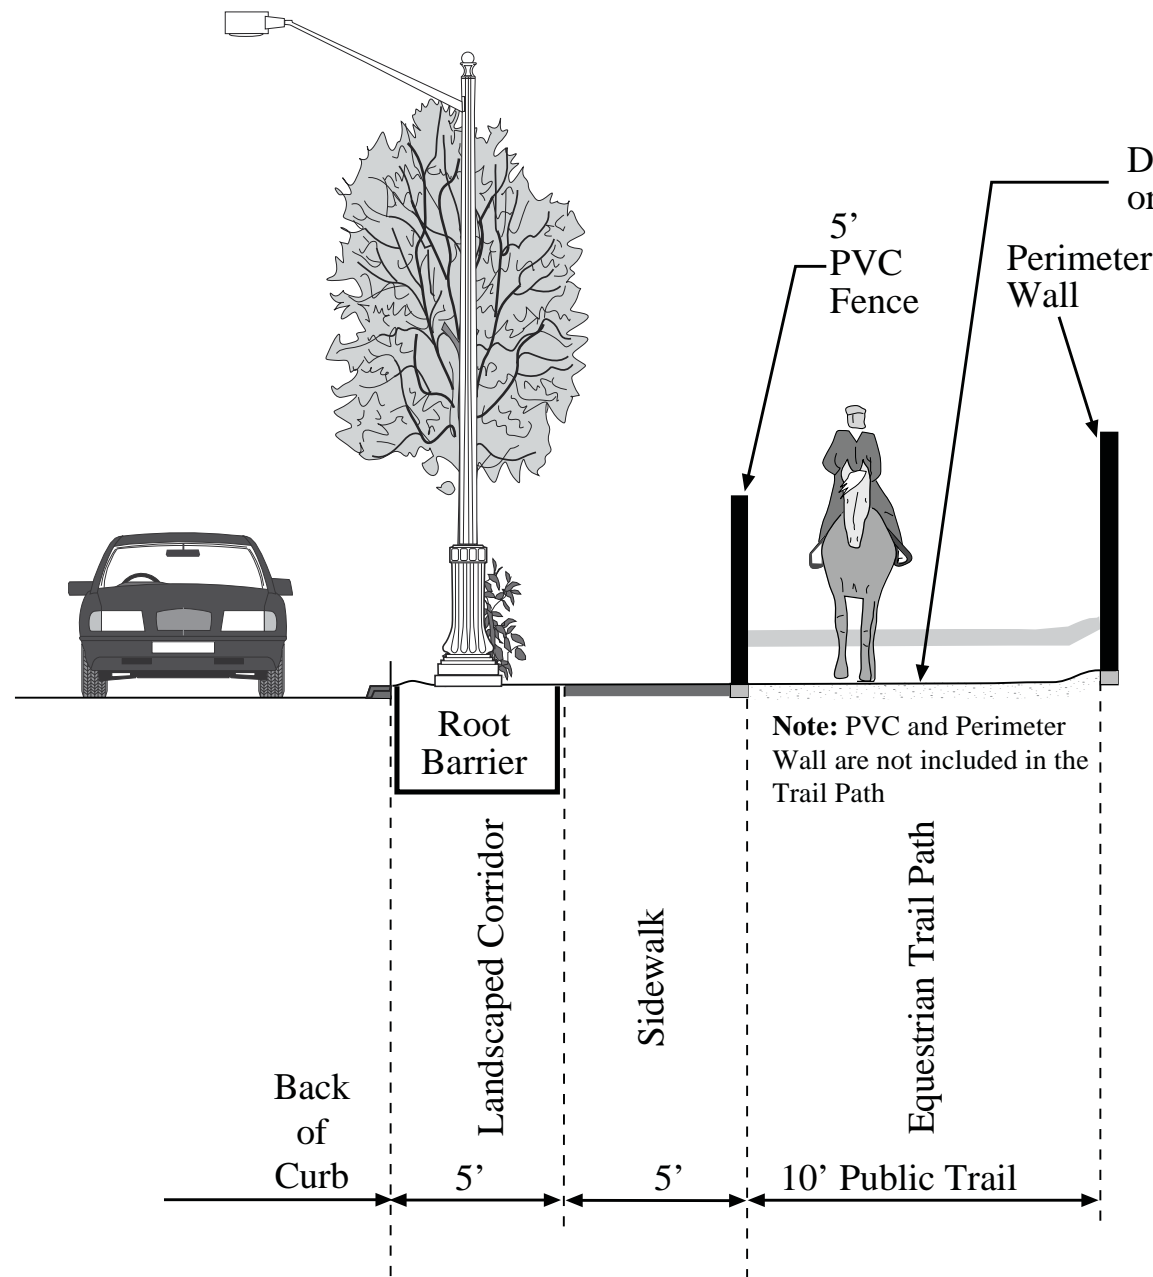 5’
PVC
Fence
Perimeter
Wall
Root
Barrier
Note: PVC and Perimeter
Wall are not included in the
Trail Path
Landscaped Corridor
Sidewalk
Equestrian Trail Path
Back
of
Curb
5’
5’
10’ Public Trail